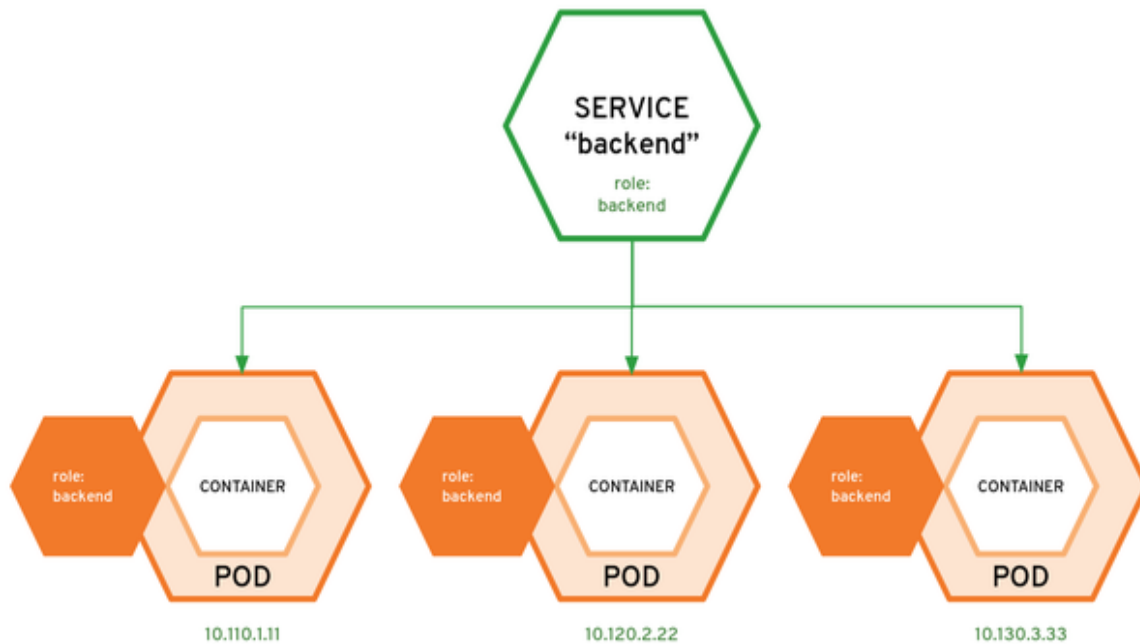 SERVICE
“backend”
role:
backend
role:
backend
CONTAINER
POD
10.110.1.11
role:
backend
CONTAINER
POD
10.120.2.22
role:
backend
CONTAINER
POD
10.130.3.33